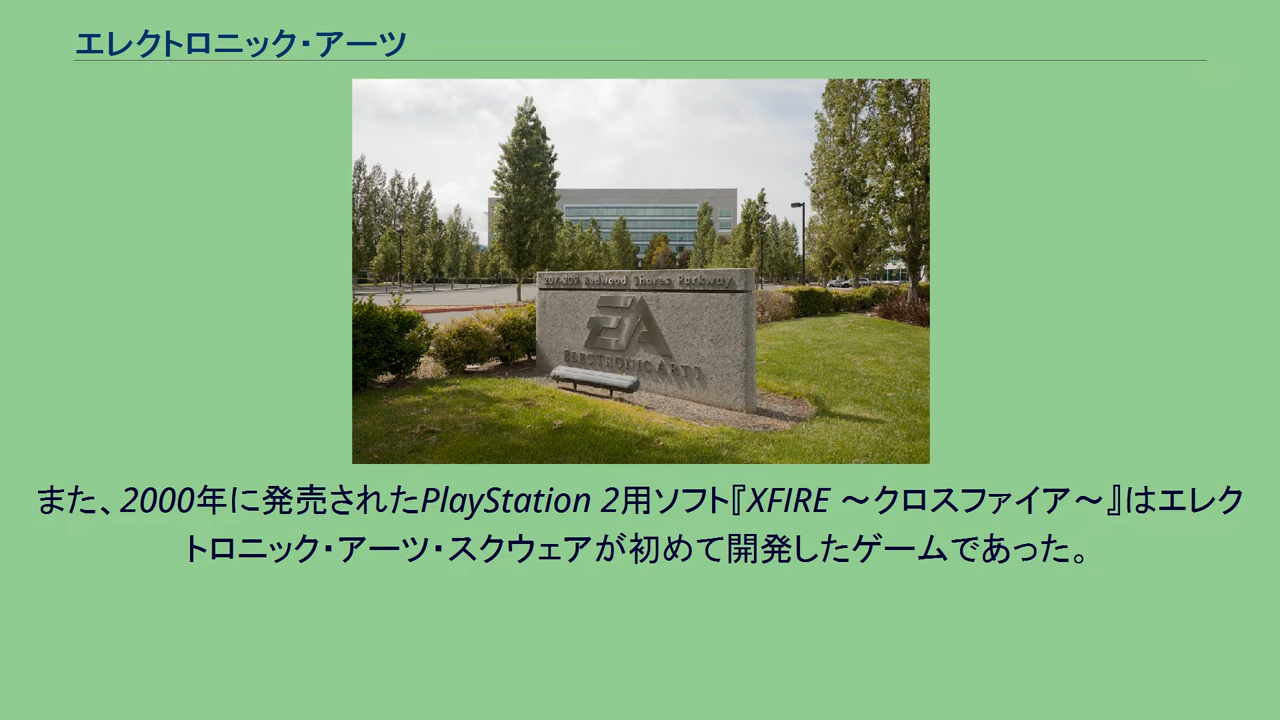 エレクトロニック・アーツ
207-209 Redwood Shores Parkway
EA
ELECTRONIC ARTS
また、2000年に発売されたPlayStation 2用ソフト『XFIRE ～クロスファイア～』はエレク
トロニック・アーツ・スクウェアが初めて開発したゲームであった。